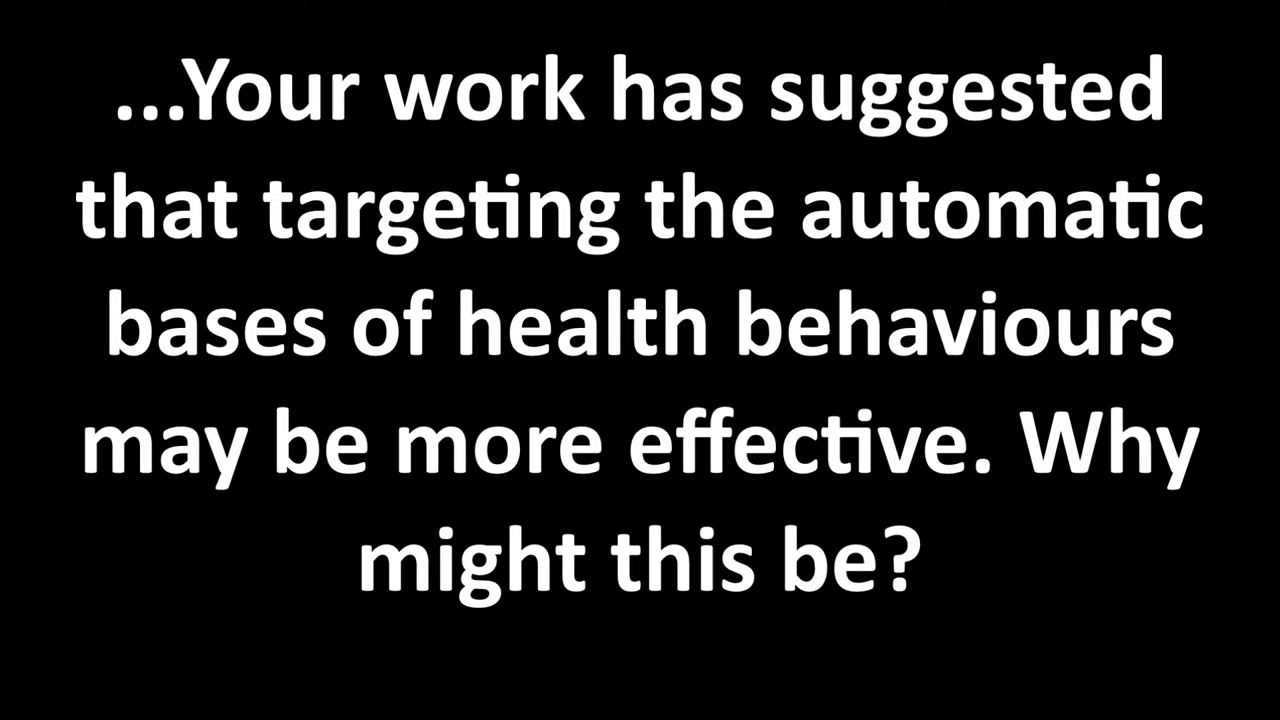 ...Your work has suggested
that targeting the automatic
bases of health behaviours
may be more effective. Why
might this be?